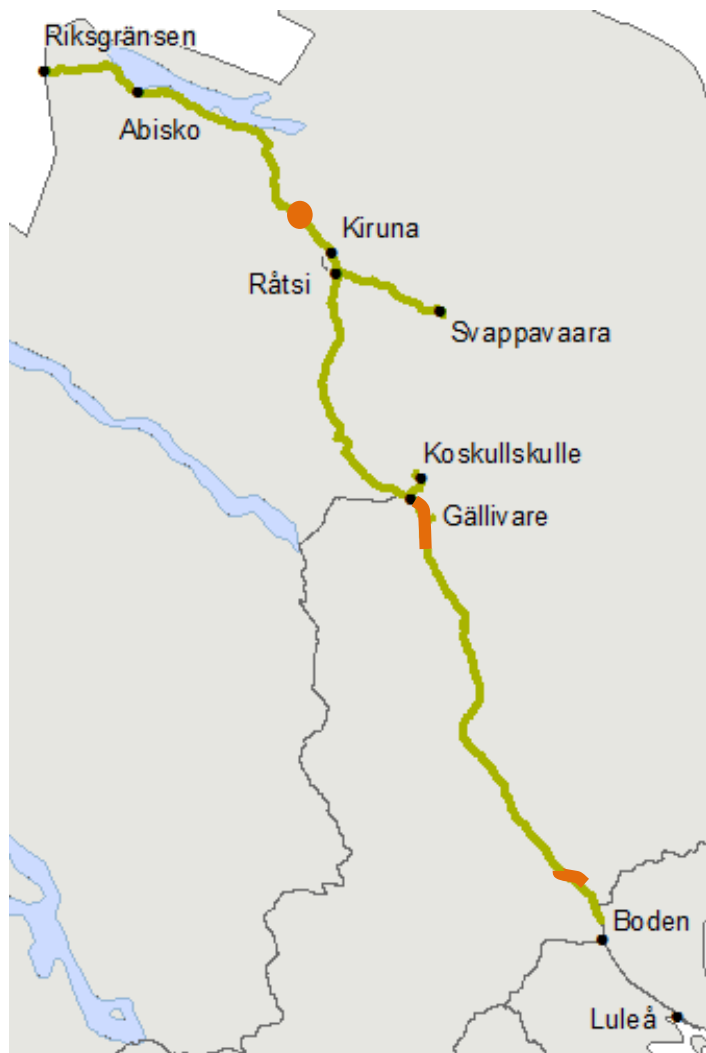 Riksgränsen
Abisko
Kiruna
Råtsi
Svappavaara
Koskullskulle
Gällivare
Boden
Luleå